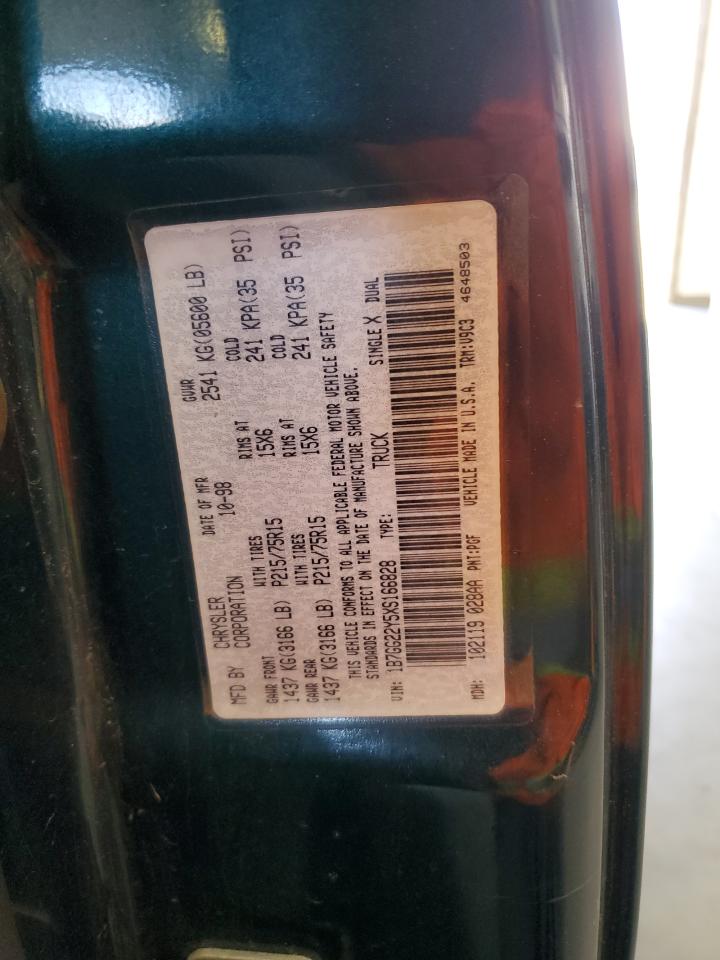 MFD BY CHRYSLER CORPORATION DATE OF MFR 10-98 GVWR 2541 KG(05600 LB)
GAWR FRONT WITH TIRES RIMS AT COLD
1437 KG(3166 LB) P215/75R15 15X6 241 KPA(35 PSI)
GAWR REAR WITH TIRES RIMS AT COLD
1437 KG(3166 LB) P215/75R15 15X6 241 KPA(35 PSI)
THIS VEHICLE CONFORMS TO ALL APPLICABLE FEDERAL MOTOR VEHICLE SAFETY
STANDARDS IN EFFECT ON THE DATE OF MANUFACTURE SHOWN ABOVE.
VIN: 1B7GG22Y5XS166828 TYPE: TRUCK SINGLE X DUAL
MDH: 102119 028AA PNT:PGF VEHICLE MADE IN U.S.A. TRM:V9C3 4648503